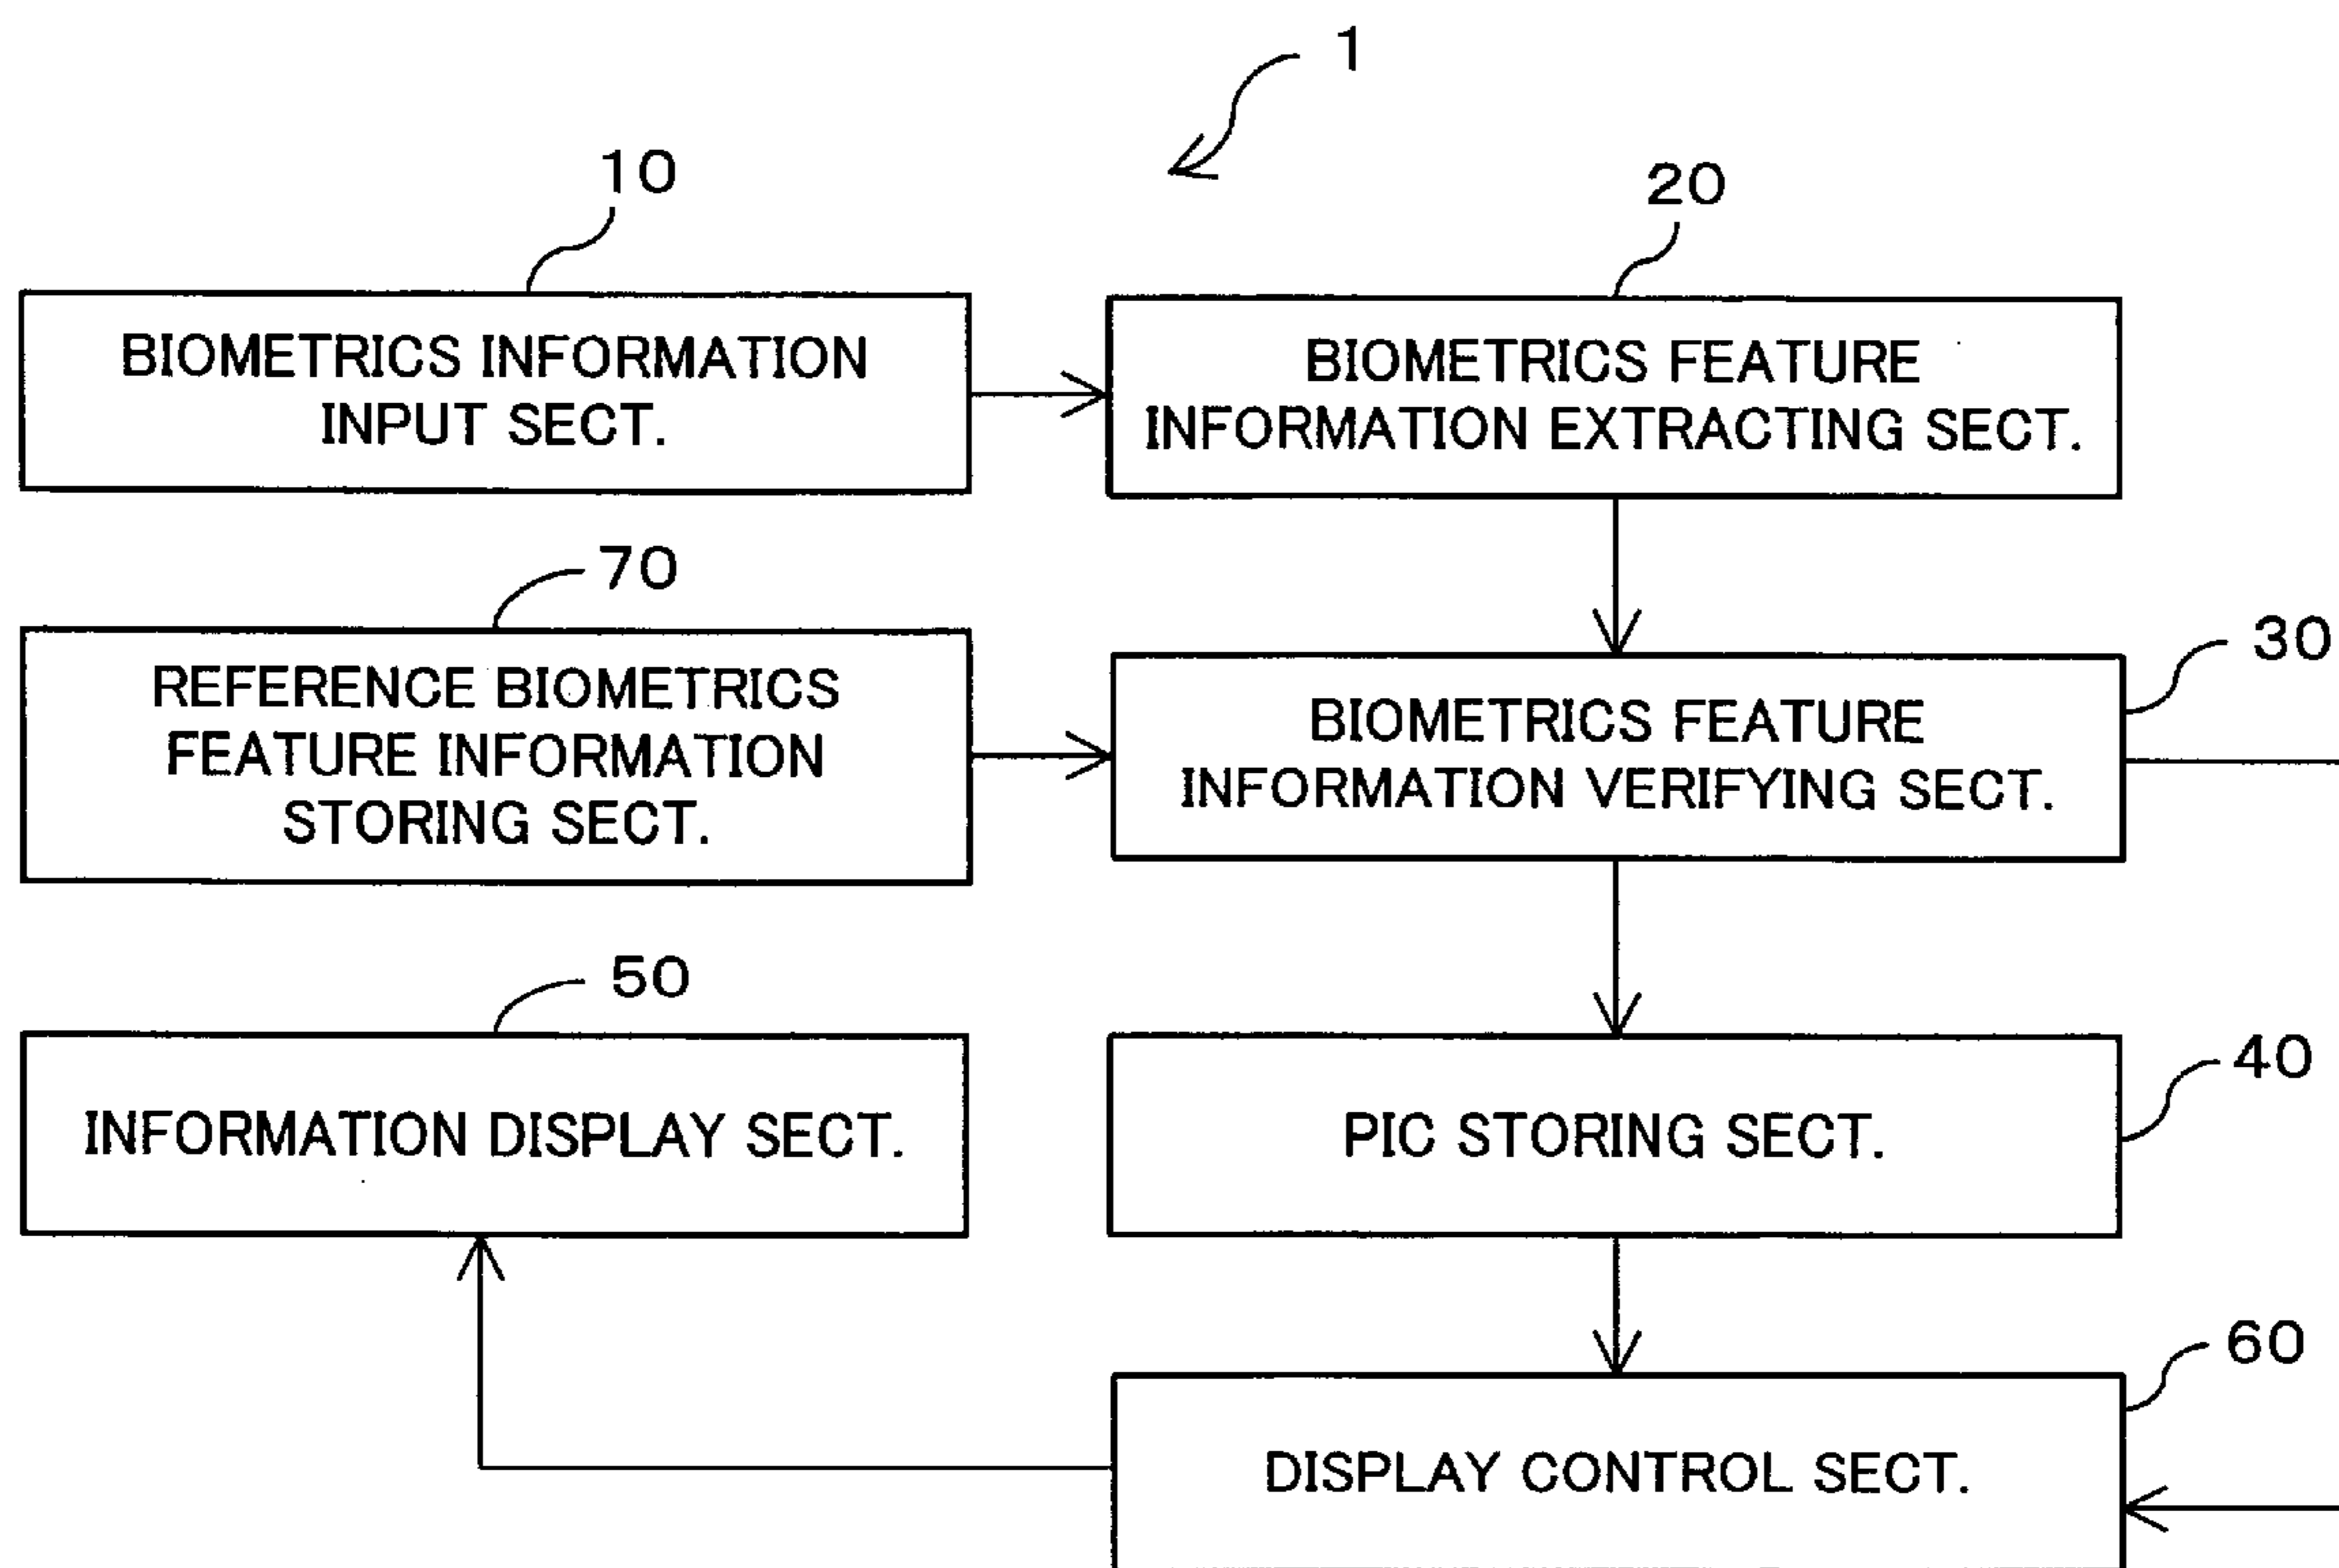 1
10
20
BIOMETRICS INFORMATION
INPUT SECT.
BIOMETRICS FEATURE
INFORMATION EXTRACTING SECT.
70
30
REFERENCE BIOMETRICS
FEATURE INFORMATION
STORING SECT.
BIOMETRICS FEATURE
INFORMATION VERIFYING SECT.
50
40
INFORMATION DISPLAY SECT.
PIC STORING SECT.
60
DISPLAY CONTROL SECT.